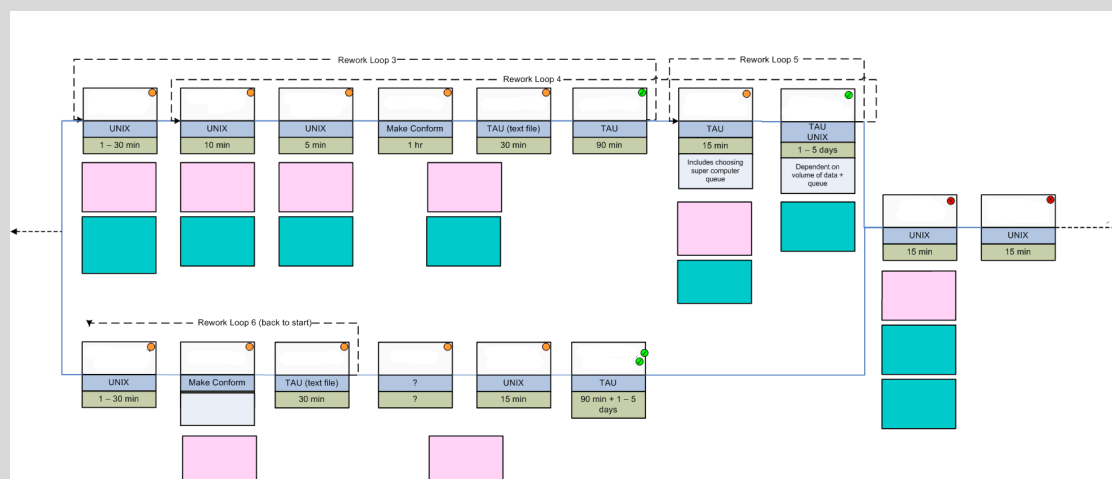 Rework Loop 3
Rework Loop 4
Rework Loop 5
UNIX
1 – 30 min
UNIX
10 min
UNIX
5 min
Make Conform
1 hr
TAU (text file)
30 min
TAU
90 min
TAU
15 min
Includes choosing
super computer
queue
TAU
UNIX
1 – 5 days
Dependent on
volume of data +
queue
UNIX
15 min
UNIX
15 min
Rework Loop 6 (back to start)
UNIX
1 – 30 min
Make Conform
TAU (text file)
30 min
?
?
UNIX
15 min
TAU
90 min + 1 – 5
days